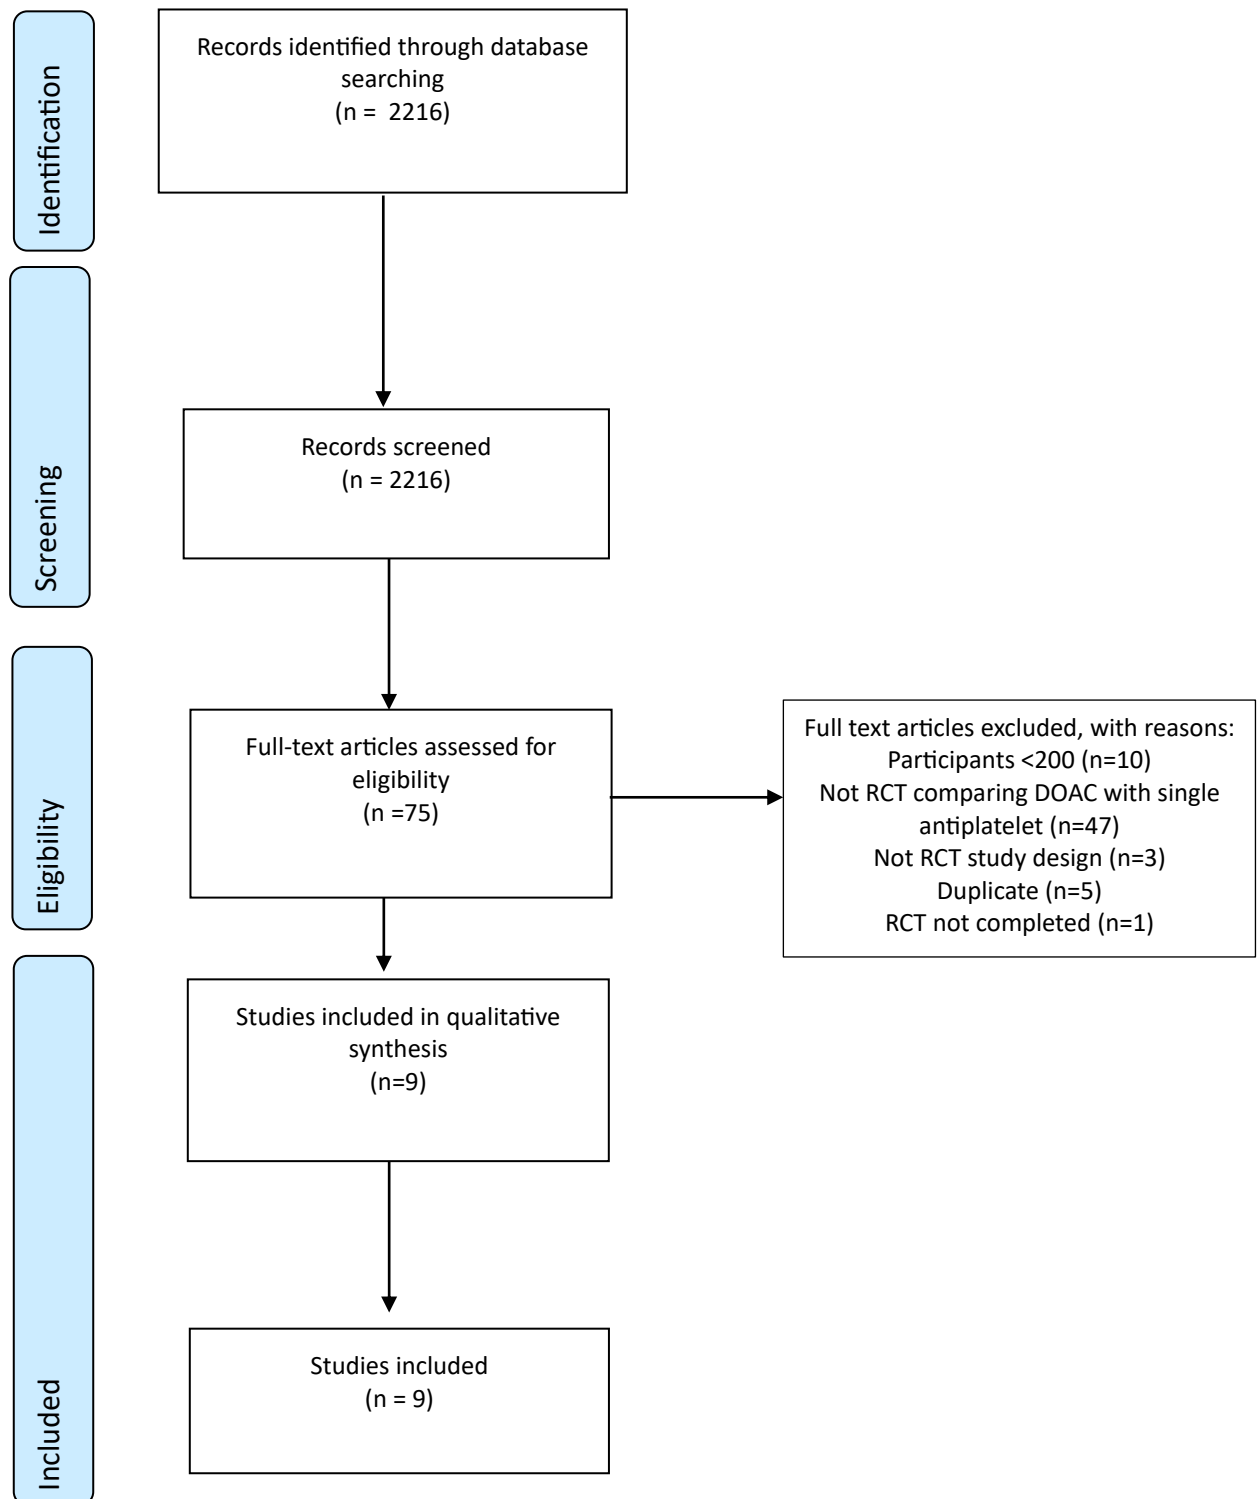 Identification
Records identified through database
searching
(n =  2216)
Screening
Records screened
(n = 2216)
Eligibility
Full-text articles assessed for
eligibility
(n =75)
Full text articles excluded, with reasons:
Participants <200 (n=10)
Not RCT comparing DOAC with single
antiplatelet (n=47)
Not RCT study design (n=3)
Duplicate (n=5)
RCT not completed (n=1)
Included
Studies included in qualitative
synthesis
(n=9)
Studies included
(n = 9)